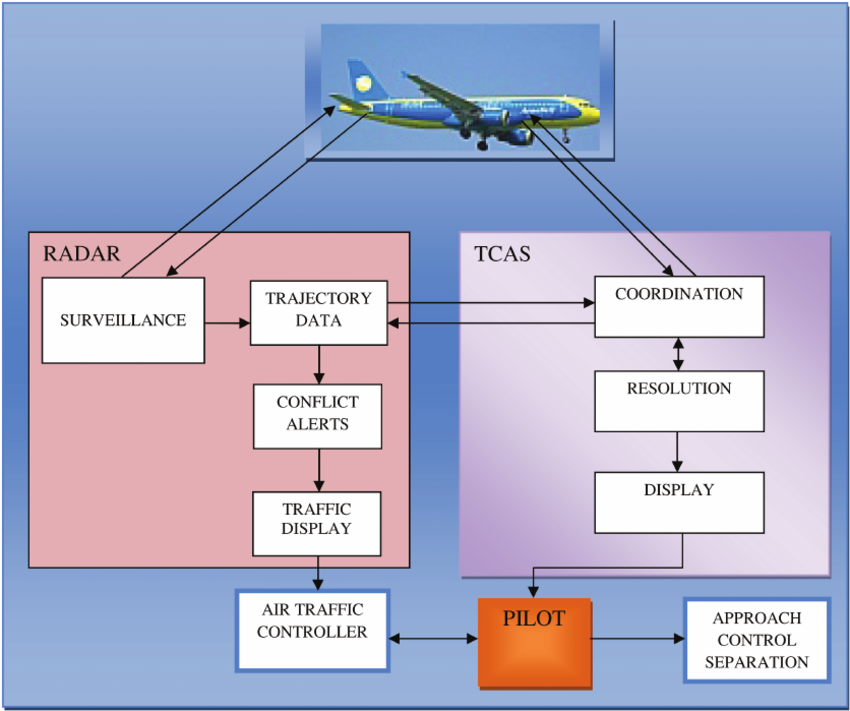 RADAR
SURVEILLANCE
TRAJECTORY
DATA
CONFLICT
ALERTS
TRAFFIC
DISPLAY
TCAS
COORDINATION
RESOLUTION
DISPLAY
AIR TRAFFIC
CONTROLLER
PILOT
APPROACH
CONTROL
SEPARATION